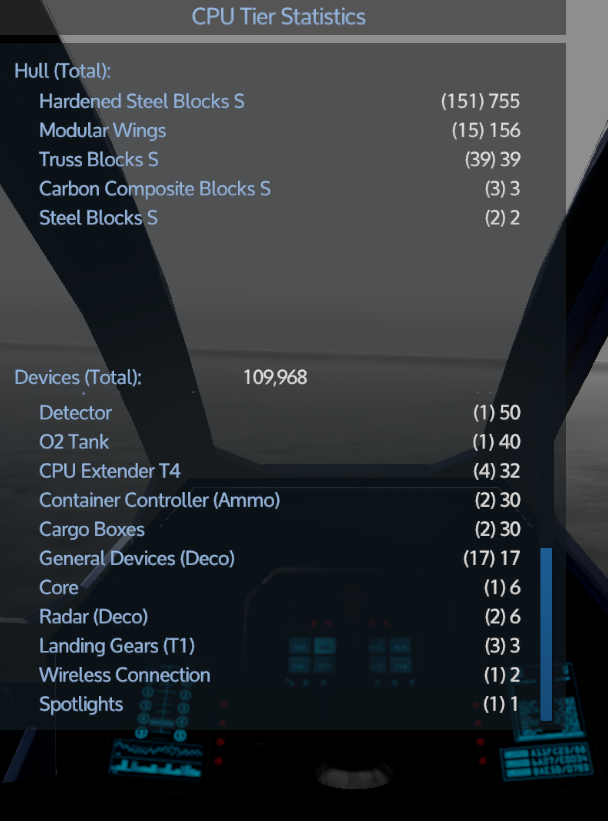 CPU Tier Statistics
Hull (Total):
Hardened Steel Blocks S (151) 755
Modular Wings (15) 156
Truss Blocks S (39) 39
Carbon Composite Blocks S (3) 3
Steel Blocks S (2) 2
Devices (Total): 109,968
Detector (1) 50
O2 Tank (1) 40
CPU Extender T4 (4) 32
Container Controller (Ammo) (2) 30
Cargo Boxes (2) 30
General Devices (Deco) (17) 17
Core (1) 6
Radar (Deco) (2) 6
Landing Gears (T1) (3) 3
Wireless Connection (1) 2
Spotlights (1) 1